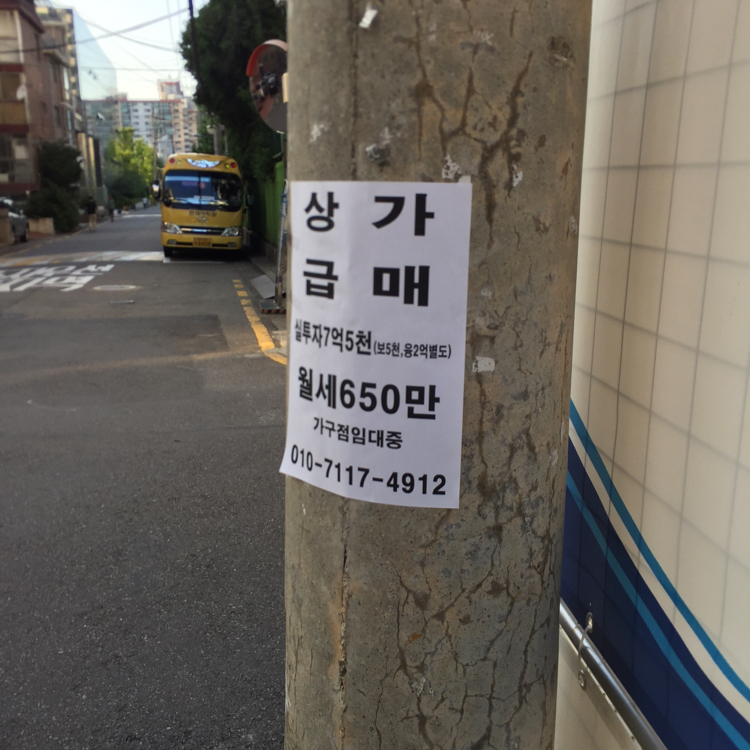 상 가
급 매
실투자7억5천(보5천,융2억별도)
월세650만
가구점임대중
010-7117-4912